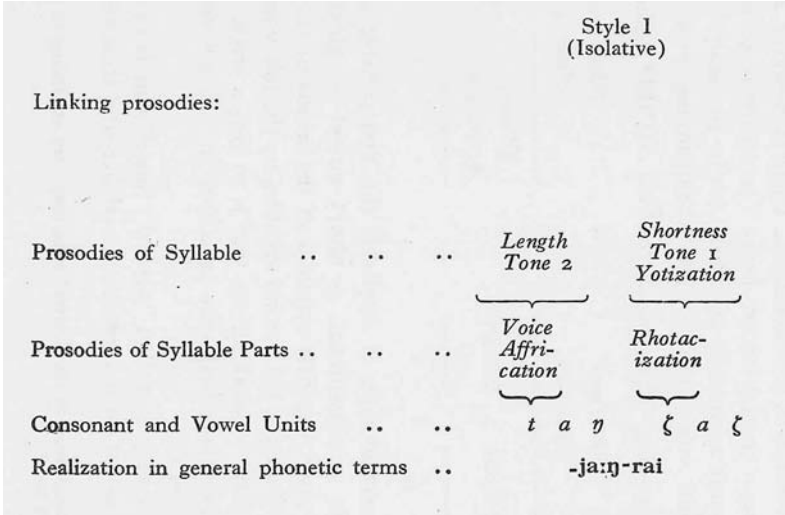 Style 1
(Isolative)
Linking prosodies:
Shortness
Length Tone 1
Prosodies of Syllable .. .. .. Tone 2 Yotization
Voice
Prosodies of Syllable Parts .. .. .. Affri- Rhotac-
cation ization
Consonant and Vowel Units .. .. t a ŋ ζ a ζ
Realization in general phonetic terms .. -ja:ŋ-rai